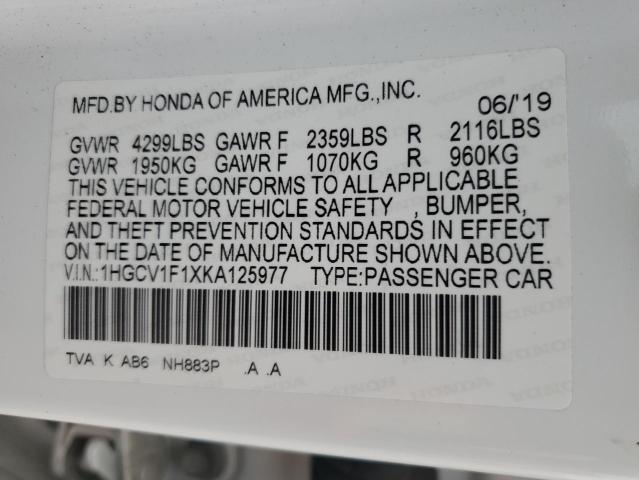 MFD.BY HONDA OF AMERICA MFG.,INC. 06/'19
GVWR 4299LBS GAWR F 2359LBS R 2116LBS
GVWR 1950KG GAWR F 1070KG R 960KG
THIS VEHICLE CONFORMS TO ALL APPLICABLE
FEDERAL MOTOR VEHICLE SAFETY , BUMPER,
AND THEFT PREVENTION STANDARDS IN EFFECT
ON THE DATE OF MANUFACTURE SHOWN ABOVE.
V.I.N.:1HGCV1F1XKA125977 TYPE:PASSENGER CAR
TVA K AB6 NH883P .A .A